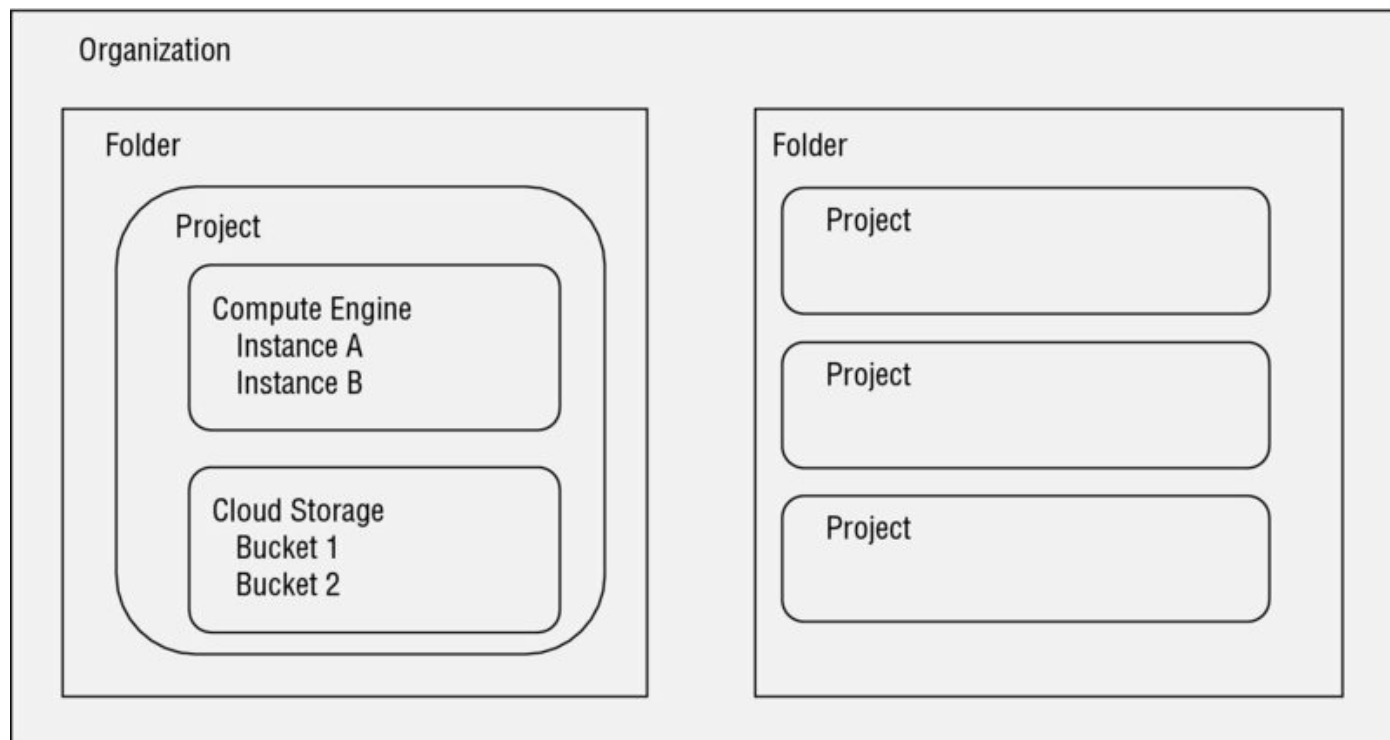 Organization
Folder
Project
Compute Engine
Instance A
Instance B
Cloud Storage
Bucket 1
Bucket 2
Folder
Project
Project
Project